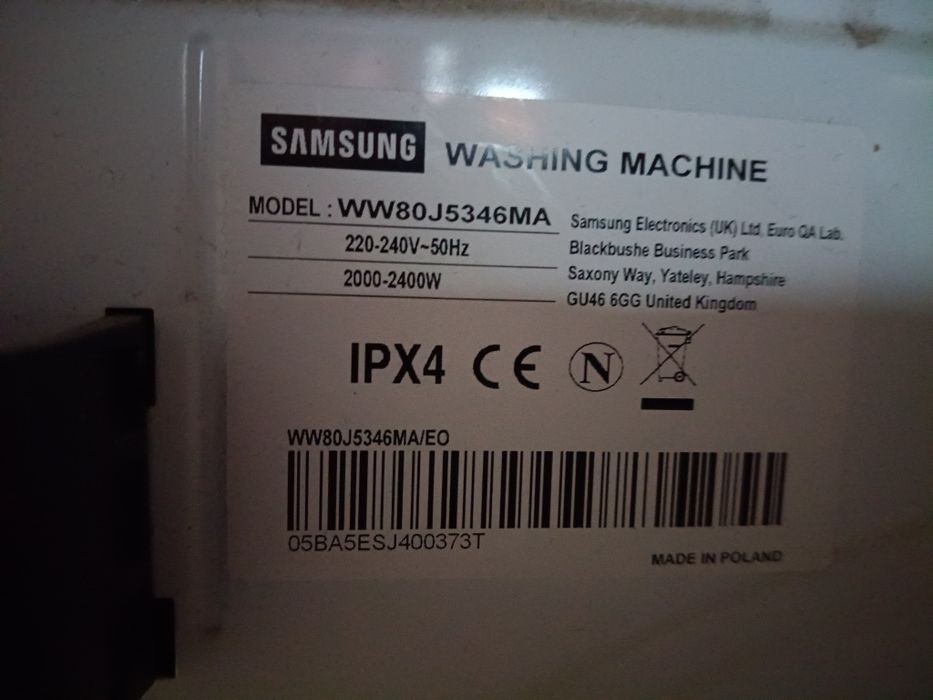 SAMSUNG WASHING MACHINE
MODEL : WW80J5346MA
220-240V~50Hz
2000-2400W
Samsung Electronics (UK) Ltd. Euro QA Lab.
Blackbushe Business Park
Saxony Way, Yateley, Hampshire
GU46 6GG United Kingdom
IPX4 CE N
WW80J5346MA/EO
05BA5ESJ400373T
MADE IN POLAND